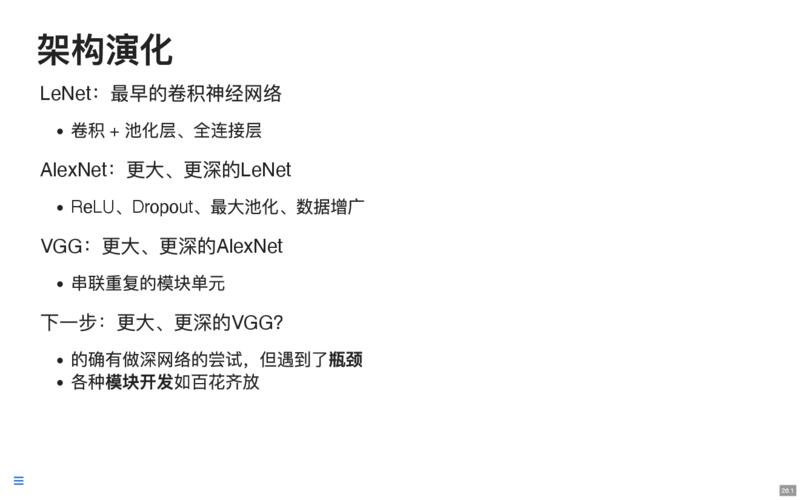 架构演化
LeNet：最早的卷积神经网络
• 卷积 + 池化层、全连接层
AlexNet：更大、更深的LeNet
• ReLU、Dropout、最大池化、数据增广
VGG：更大、更深的AlexNet
• 串联重复的模块单元
下一步：更大、更深的VGG?
• 的确有做深网络的尝试，但遇到了瓶颈
• 各种模块开发如百花齐放
26.1